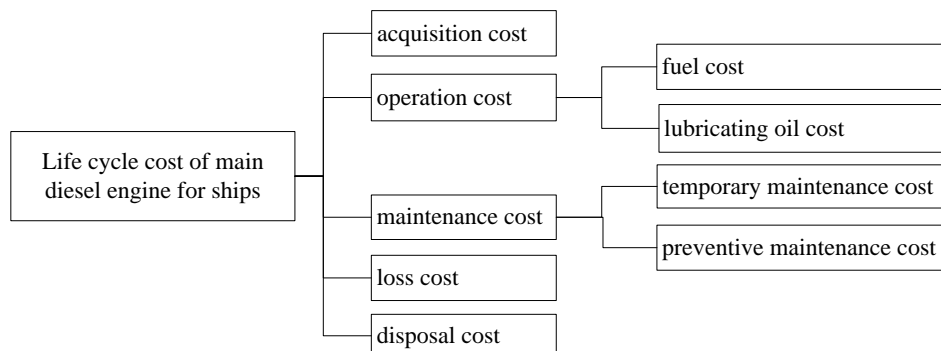 Life cycle cost of main
diesel engine for ships
acquisition cost
operation cost
maintenance cost
loss cost
disposal cost
fuel cost
lubricating oil cost
temporary maintenance cost
preventive maintenance cost